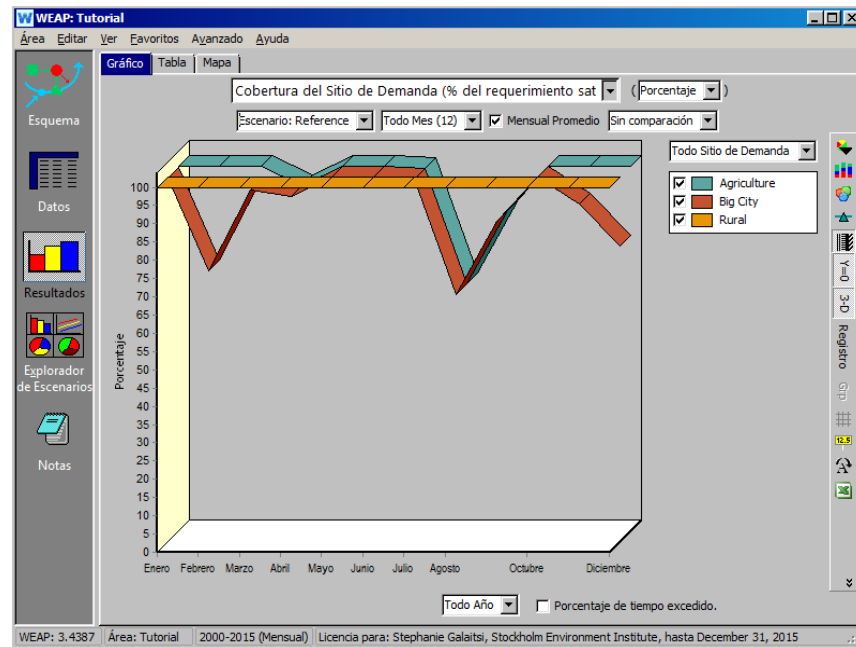 WEAP: Tutorial
Área Editar Ver Favoritos Avanzado Ayuda
Gráfico Tabla Mapa
Cobertura del Sitio de Demanda (% del requerimiento sat (Porcentaje)
Escenario: Reference Todo Mes (12) Mensual Promedio Sin comparación
Todo Sitio de Demanda
Agriculture
Big City
Rural
Esquema
Datos
Resultados
Explorador
de Escenarios
Notas
Porcentaje
100
95
90
85
80
75
70
65
60
55
50
45
40
35
30
25
20
15
10
5
0
Enero Febrero Marzo Abril Mayo Junio Julio Agosto Octubre Diciembre
Y=0
3-D
Registro
Grp
12.5
Todo Año Porcentaje de tiempo excedido.
WEAP: 3.4387 Área: Tutorial 2000-2015 (Mensual) Licencia para: Stephanie Galaitsi, Stockholm Environment Institute, hasta December 31, 2015